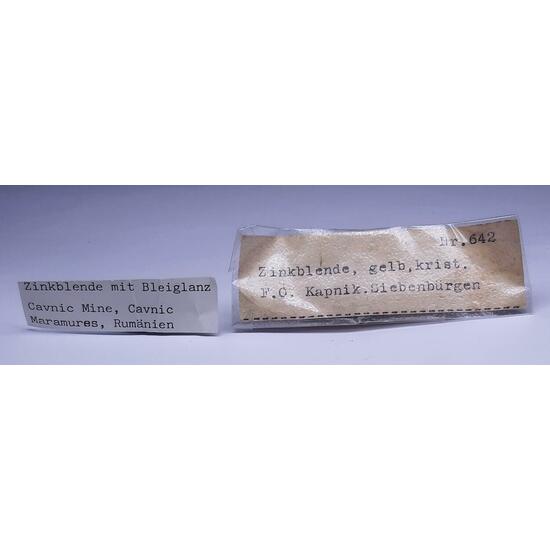 Zinkblende mit Bleiglanz
Cavnic Mine, Cavnic
Maramures, Rumänien
Nr.642
Zinkblende, gelb,krist.
F.O. Kapnik.Siebenbürgen